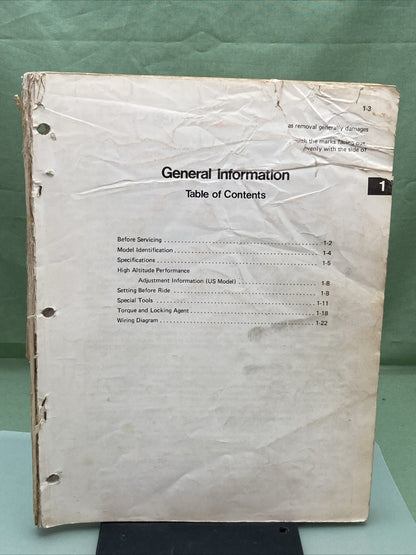 1-3
as removal generally damages
with the marks facing out
evenly with the side of
1
General Information
Table of Contents
Before Servicing ........ 1-2
Model Identification ........ 1-4
Specifications ........ 1-5
High Altitude Performance
Adjustment Information (US Model) ........ 1-8
Setting Before Ride ........ 1-9
Special Tools ........ 1-11
Torque and Locking Agent ........ 1-18
Wiring Diagram ........ 1-22